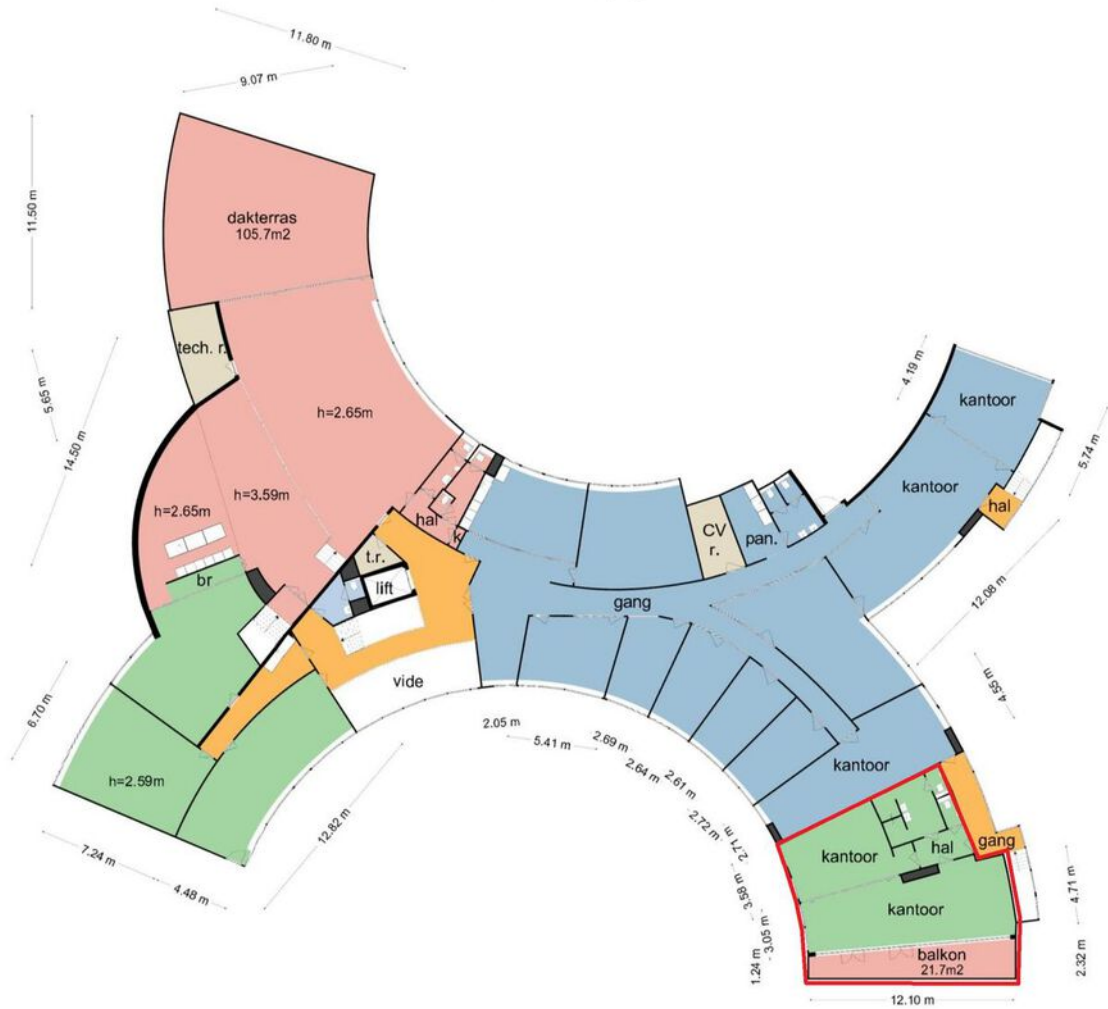 11.80 m
9.07 m
11.50 m
dakterras
105.7m2
tech. r.
5.65 m
14.50 m
h=2.65m
h=3.59m
h=2.65m
br
hal
k
t.r.
lift
4.19 m
kantoor
kantoor
5.74 m
hal
CV
r.
pan.
12.08 m
gang
vide
6.70 m
h=2.59m
7.24 m
4.48 m
12.82 m
2.05 m
5.41 m
2.69 m
2.64 m
2.61 m
2.72 m
2.71 m
3.58 m
3.05 m
1.24 m
4.55 m
kantoor
gang
hal
kantoor
kantoor
4.71 m
balkon
21.7m2
2.32 m
12.10 m